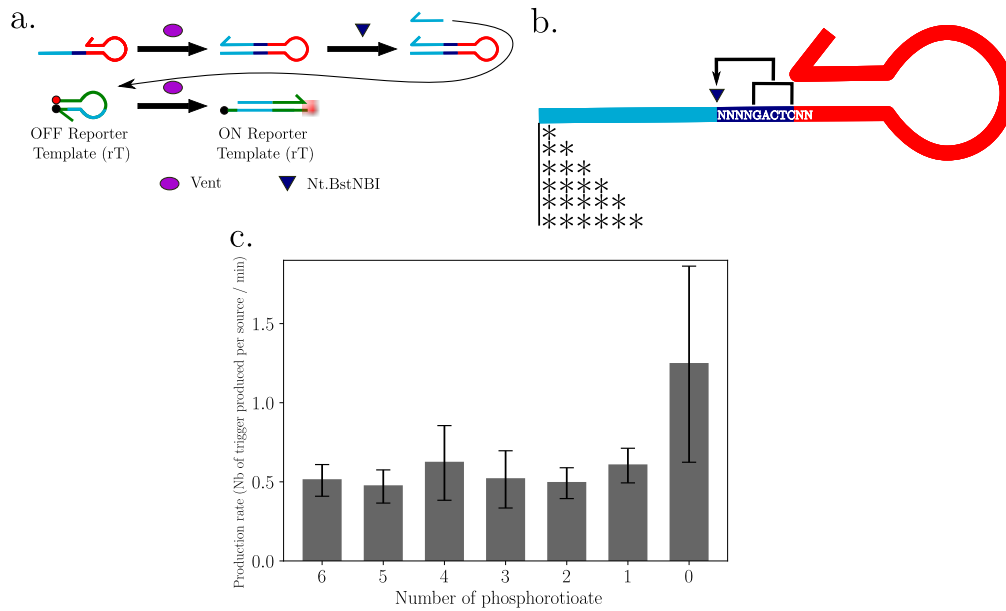 a.
OFF Reporter
Template (rT)
ON Reporter
Template (rT)
Vent
Nt.BstNBI
b.
NNNNGACTCNN
*
**
***
****
*****
******
c.
Production rate (Nb of trigger produced per source / min)
1.5
1.0
0.5
0.0
6 5 4 3 2 1 0
Number of phosphorotioate